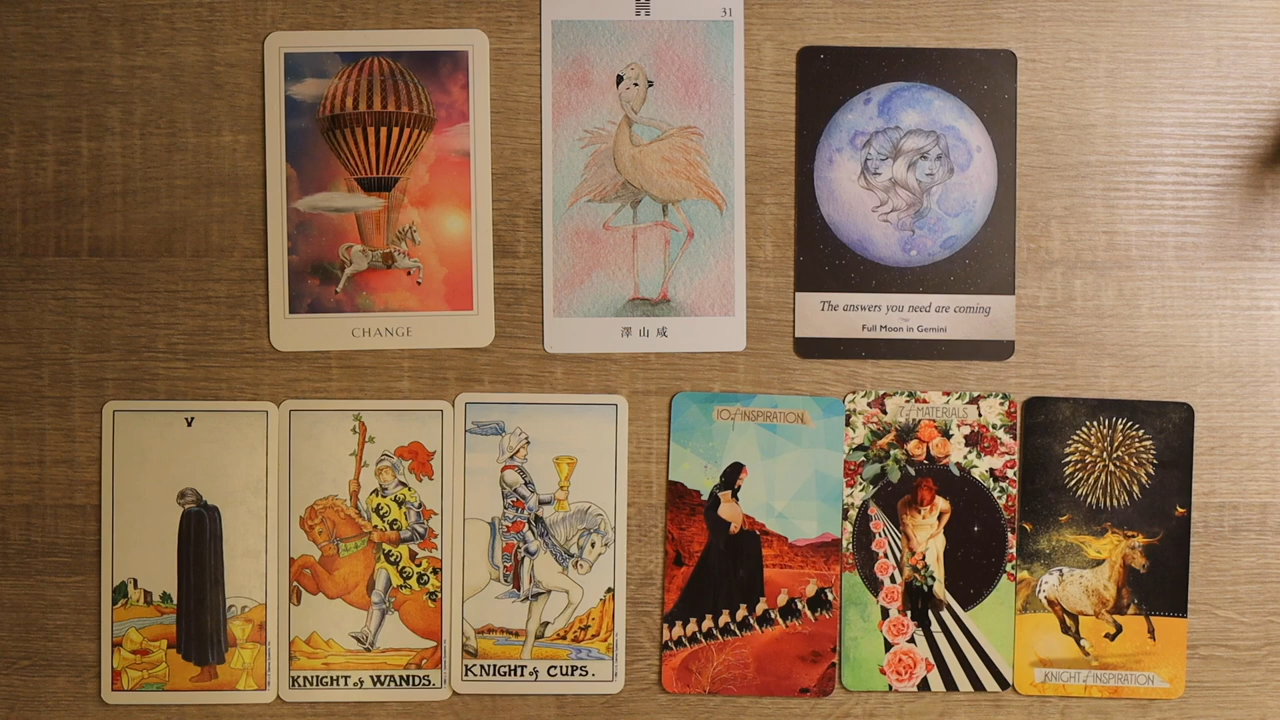 31
CHANGE
澤山咸
The answers you need are coming
Full Moon in Gemini
V
KNIGHT of WANDS.
KNIGHT of CUPS.
10 of INSPIRATION
7 of MATERIALS
KNIGHT of INSPIRATION